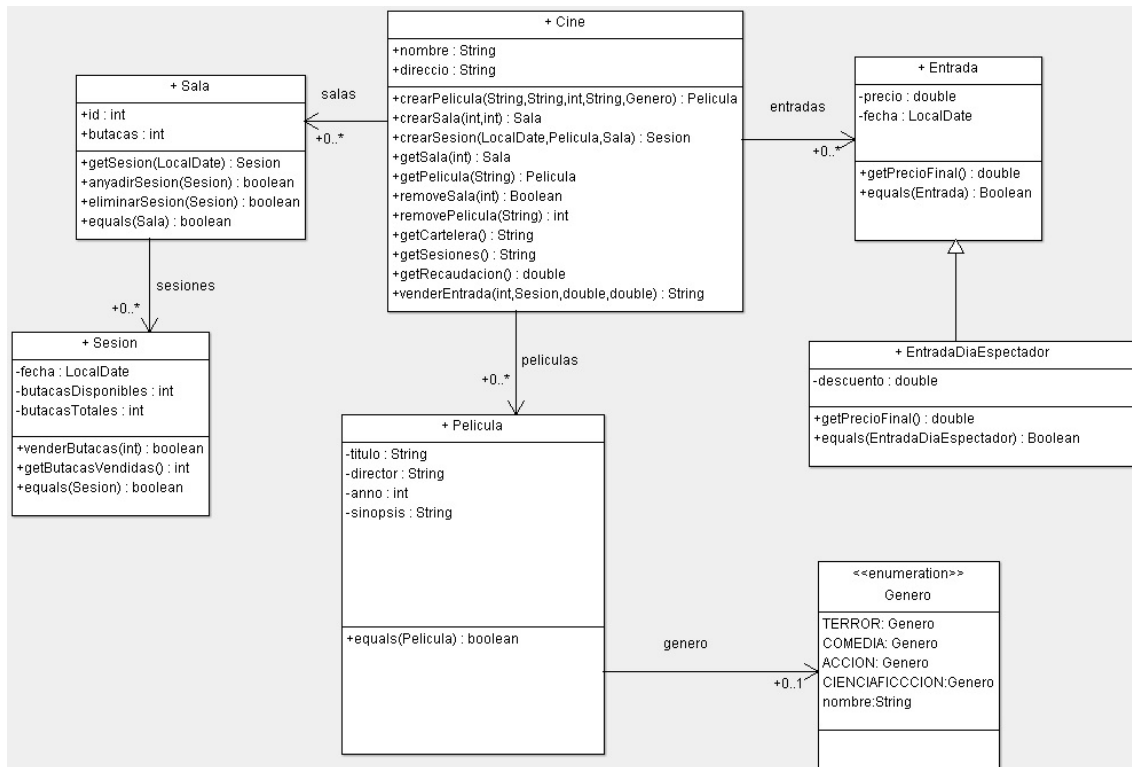 + Cine
+nombre : String
+direccio : String
+crearPelicula(String,String,int,String,Genero) : Pelicula
+crearSala(int,int) : Sala
+crearSesion(LocalDate,Pelicula,Sala) : Sesion
+getSala(int) : Sala
+getPelicula(String) : Pelicula
+removeSala(int) : Boolean
+removePelicula(String) : int
+getCartelera() : String
+getSesiones() : String
+getRecaudacion() : double
+venderEntrada(int,Sesion,double,double) : String
salas
+0..*
+ Sala
+id : int
+butacas : int
+getSesion(LocalDate) : Sesion
+anyadirSesion(Sesion) : boolean
+eliminarSesion(Sesion) : boolean
+equals(Sala) : boolean
entradas
+0..*
+ Entrada
-precio : double
-fecha : LocalDate
+getPrecioFinal() : double
+equals(Entrada) : Boolean
sesiones
+0..*
+ Sesion
-fecha : LocalDate
-butacasDisponibles : int
-butacasTotales : int
+venderButacas(int) : boolean
+getButacasVendidas() : int
+equals(Sesion) : boolean
peliculas
+0..*
+ Pelicula
-titulo : String
-director : String
-anno : int
-sinopsis : String
+equals(Pelicula) : boolean
+ EntradaDiaEspectador
-descuento : double
+getPrecioFinal() : double
+equals(EntradaDiaEspectador) : Boolean
genero
+0..1
<<enumeration>>
Genero
TERROR: Genero
COMEDIA: Genero
ACCION: Genero
CIENCIAFICCCION:Genero
nombre:String